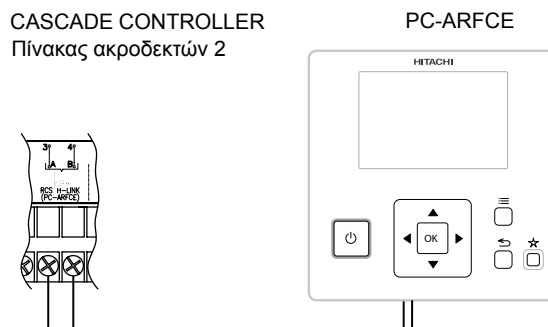 CASCADE CONTROLLER
Πίνακας ακροδεκτών 2
PC-ARFCE
HITACHI
3 4
A B
RCS H-LINK
(PC-ARFCE)
OK